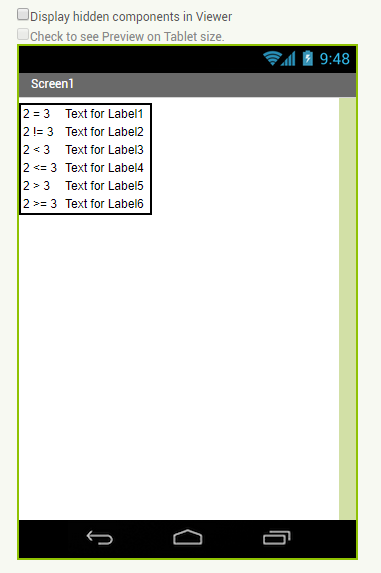 Display hidden components in Viewer
Check to see Preview on Tablet size.
9:48
Screen1
2 = 3 Text for Label1
2 != 3 Text for Label2
2 < 3 Text for Label3
2 <= 3 Text for Label4
2 > 3 Text for Label5
2 >= 3 Text for Label6